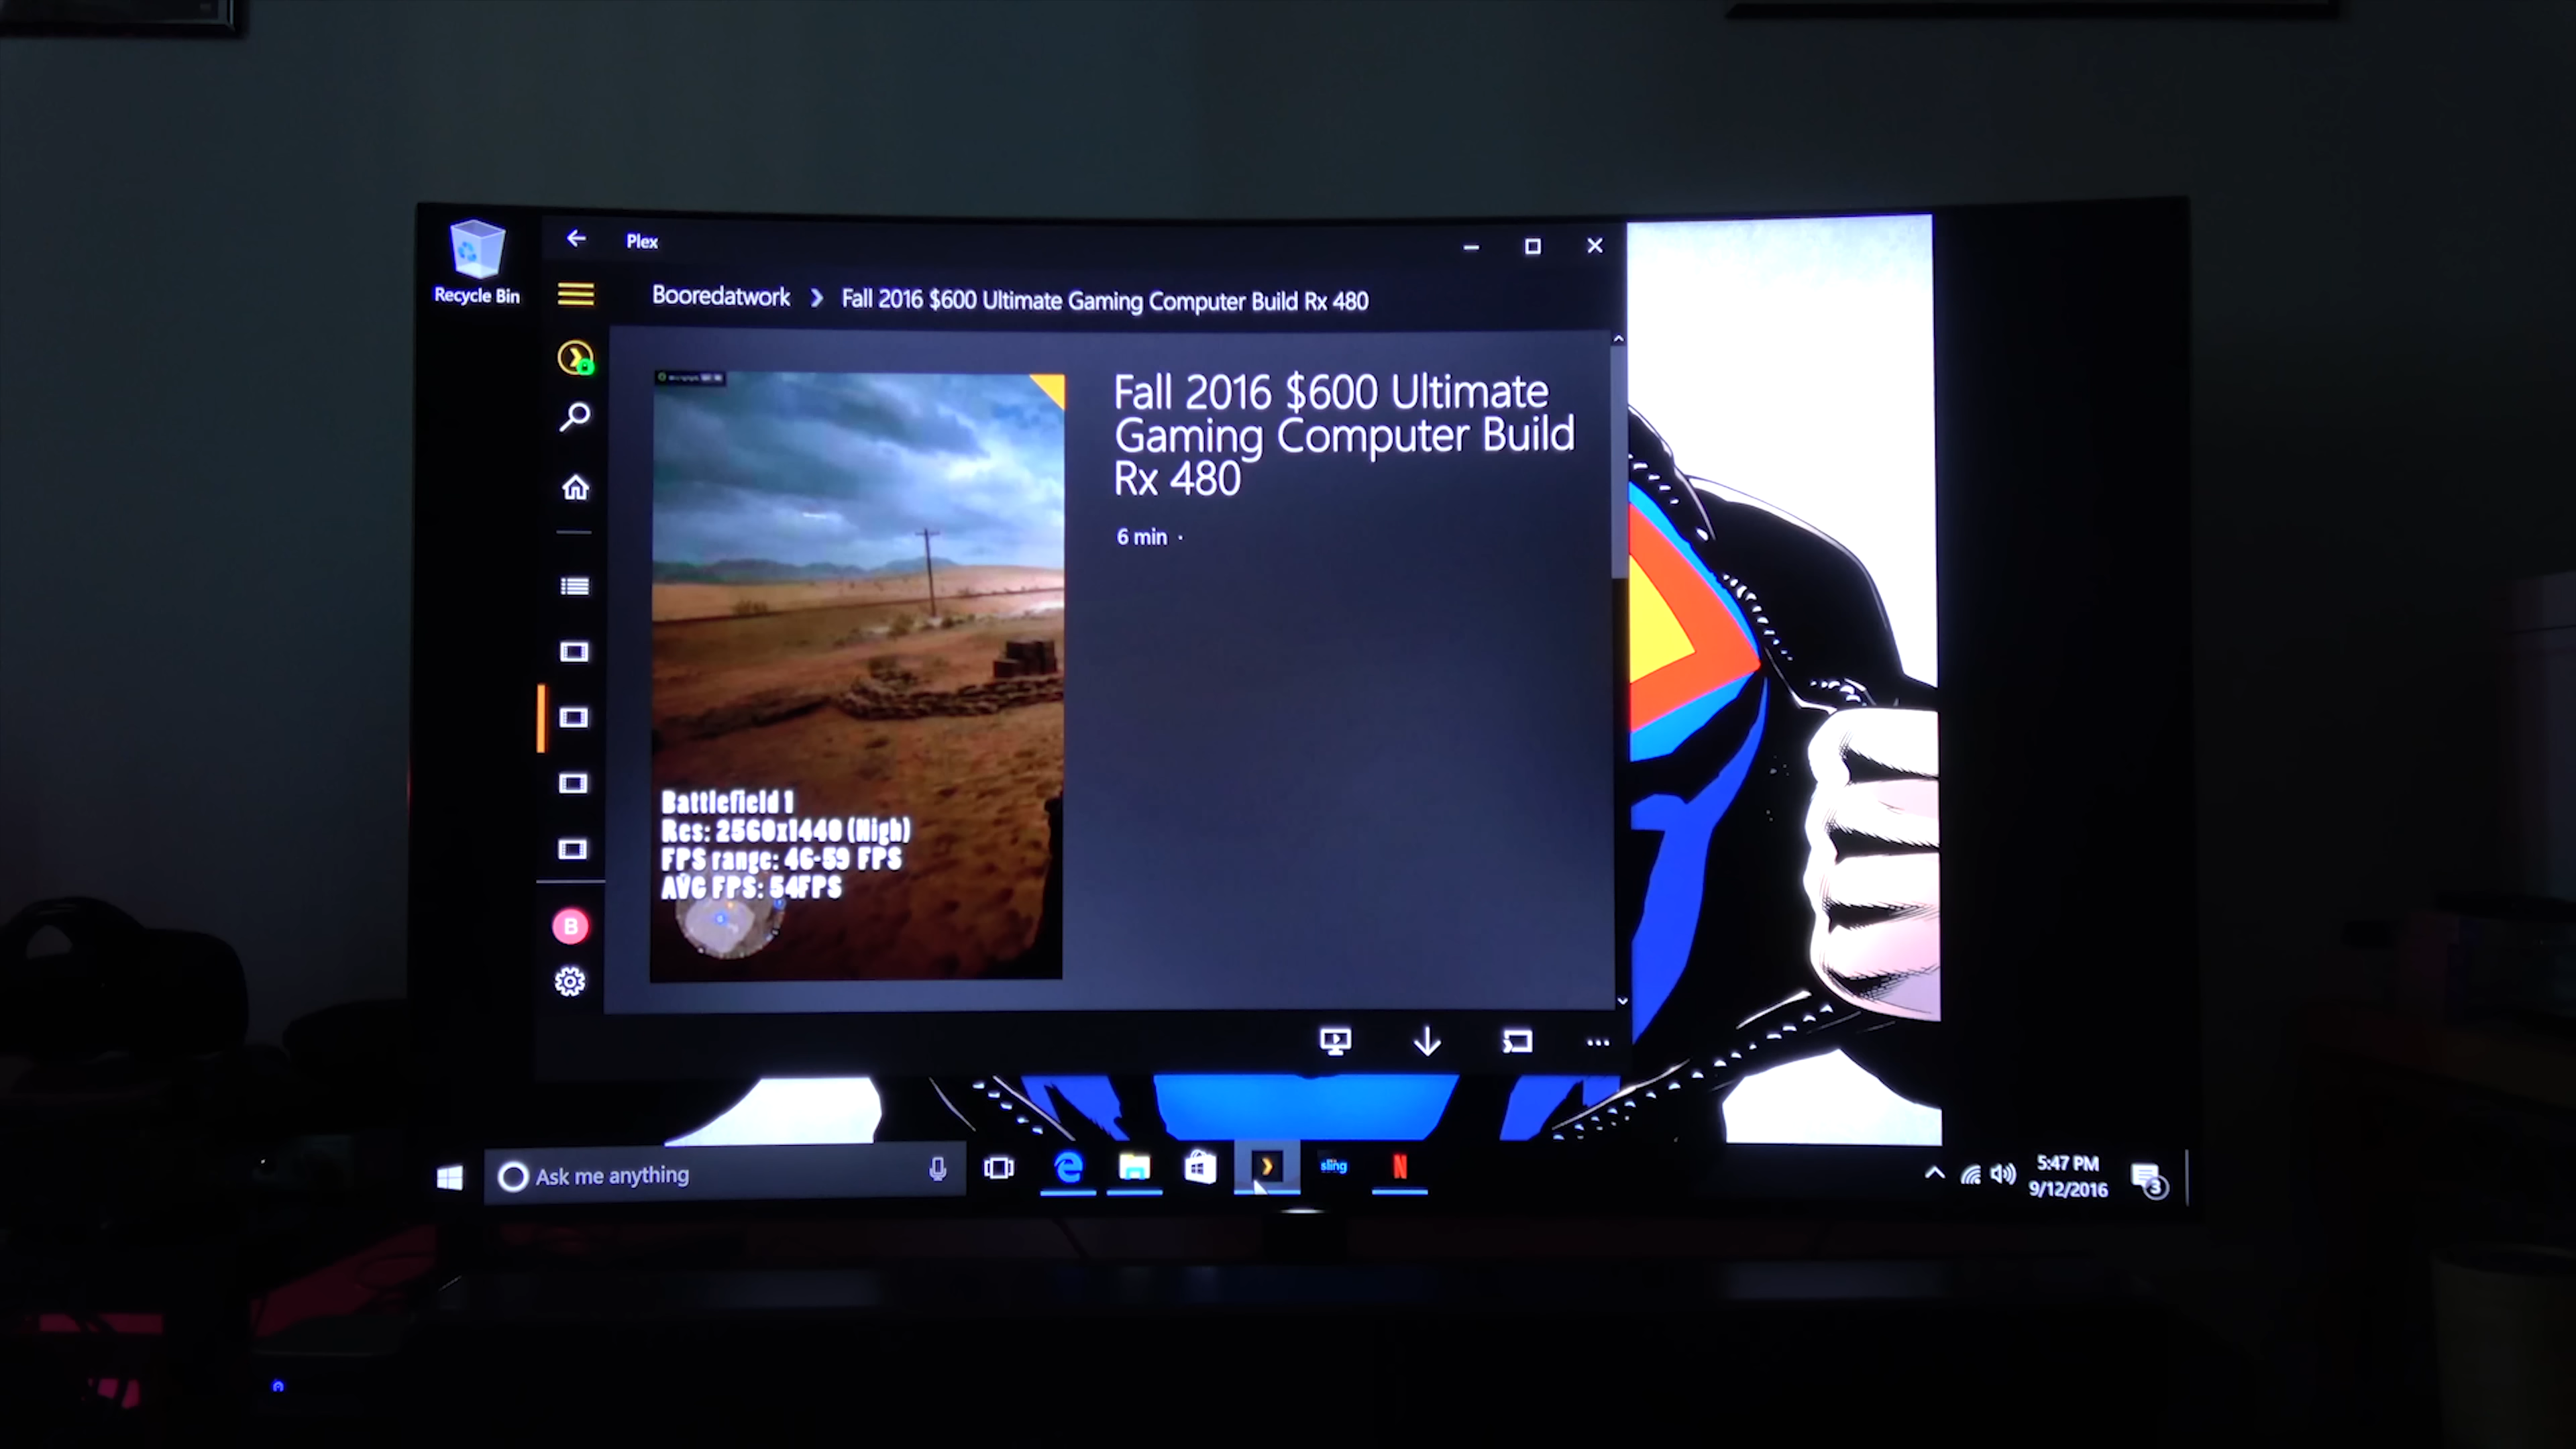 Recycle Bin
Plex
Booredatwork > Fall 2016 $600 Ultimate Gaming Computer Build Rx 480
Fall 2016 $600 Ultimate
Gaming Computer Build
Rx 480
6 min ·
Battlefield 1
Res: 2560x1440 (High)
FPS range: 46-59 FPS
AVG FPS: 54FPS
B
Ask me anything
sling
N
5:47 PM
9/12/2016
3